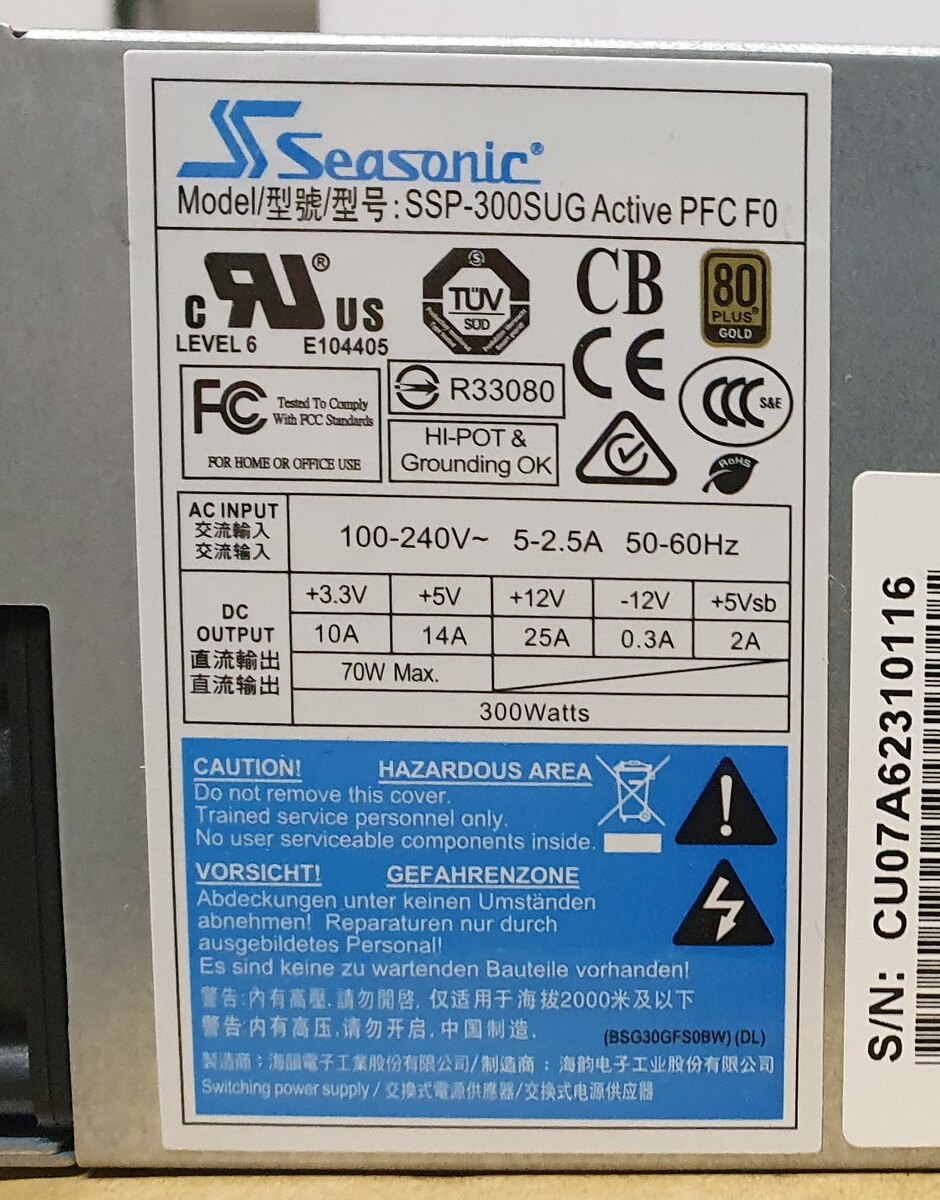 Seasonic®
Model/型號/型号: SSP-300SUG Active PFC F0
C RU® US
LEVEL 6 E104405
TÜV
SÜD
CB
80
PLUS®
GOLD
CE
FC
Tested To Comply
With FCC Standards
FOR HOME OR OFFICE USE
R33080
HI-POT &
Grounding OK
CCC S&E
RoHS
AC INPUT
交流輸入
交流输入
100-240V~ 5-2.5A 50-60Hz
DC
OUTPUT
直流輸出
直流输出
+3.3V +5V +12V -12V +5Vsb
10A 14A 25A 0.3A 2A
70W Max.
300Watts
CAUTION! HAZARDOUS AREA
Do not remove this cover.
Trained service personnel only.
No user serviceable components inside.
VORSICHT! GEFAHRENZONE
Abdeckungen unter keinen Umständen
abnehmen! Reparaturen nur durch
ausgebildetes Personal!
Es sind keine zu wartenden Bauteile vorhanden!
警告:內有高壓,請勿開啓, 仅适用于海拔2000米及以下
警告:内有高压,请勿开启, 中国制造.
(BSG30GFS0BW) (DL)
製造商：海韻電子工業股份有限公司/制造商：海韵电子工业股份有限公司
Switching power supply / 交換式電源供應器/交换式电源供应器
S/N: CU07A62310116